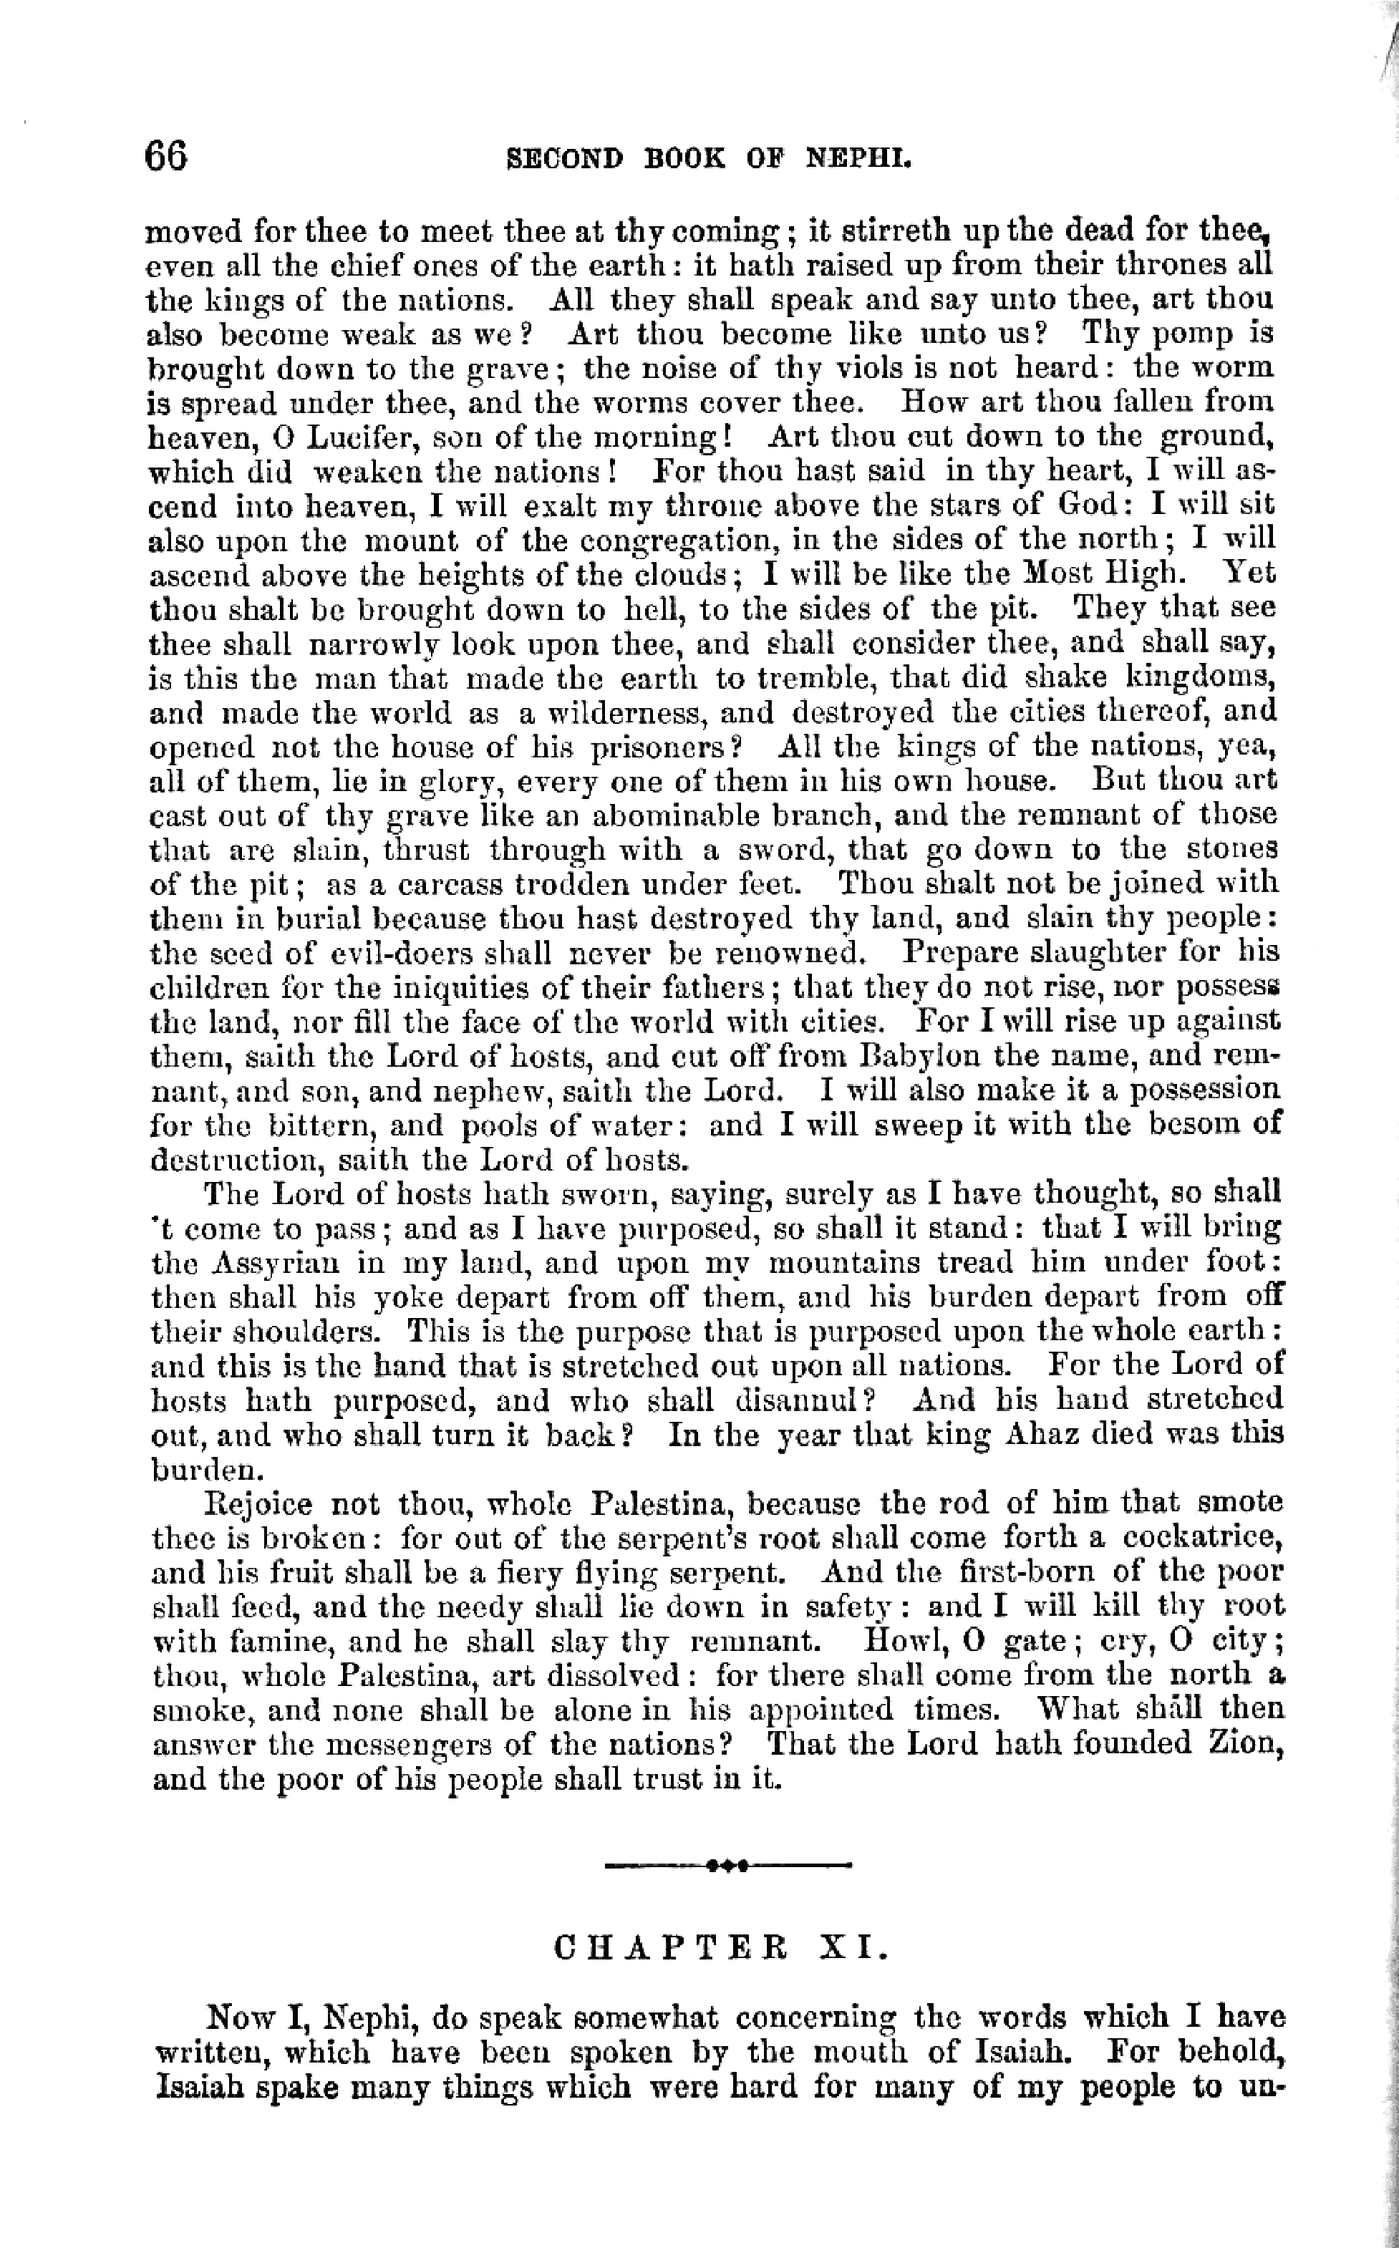 66 SECOND BOOK OF NEPHI.
moved for thee to meet thee at thy coming; it stirreth up the dead for thee,
even all the chief ones of the earth: it hath raised up from their thrones all
the kings of the nations. All they shall speak and say unto thee, art thou
also become weak as we? Art thou become like unto us? Thy pomp is
brought down to the grave; the noise of thy viols is not heard: the worm
is spread under thee, and the worms cover thee. How art thou fallen from
heaven, O Lucifer, son of the morning! Art thou cut down to the ground,
which did weaken the nations! For thou hast said in thy heart, I will as-
cend into heaven, I will exalt my throne above the stars of God: I will sit
also upon the mount of the congregation, in the sides of the north; I will
ascend above the heights of the clouds; I will be like the Most High. Yet
thou shalt be brought down to hell, to the sides of the pit. They that see
thee shall narrowly look upon thee, and shall consider thee, and shall say,
is this the man that made the earth to tremble, that did shake kingdoms,
and made the world as a wilderness, and destroyed the cities thereof, and
opened not the house of his prisoners? All the kings of the nations, yea,
all of them, lie in glory, every one of them in his own house. But thou art
cast out of thy grave like an abominable branch, and the remnant of those
that are slain, thrust through with a sword, that go down to the stones
of the pit; as a carcass trodden under feet. Thou shalt not be joined with
them in burial because thou hast destroyed thy land, and slain thy people:
the seed of evil-doers shall never be renowned. Prepare slaughter for his
children for the iniquities of their fathers; that they do not rise, nor possess
the land, nor fill the face of the world with cities. For I will rise up against
them, saith the Lord of hosts, and cut off from Babylon the name, and rem-
nant, and son, and nephew, saith the Lord. I will also make it a possession
for the bittern, and pools of water: and I will sweep it with the besom of
destruction, saith the Lord of hosts.
The Lord of hosts hath sworn, saying, surely as I have thought, so shall
't come to pass; and as I have purposed, so shall it stand: that I will bring
the Assyrian in my land, and upon my mountains tread him under foot:
then shall his yoke depart from off them, and his burden depart from off
their shoulders. This is the purpose that is purposed upon the whole earth:
and this is the hand that is stretched out upon all nations. For the Lord of
hosts hath purposed, and who shall disannul? And his hand stretched
out, and who shall turn it back? In the year that king Ahaz died was this
burden.
Rejoice not thou, whole Palestina, because the rod of him that smote
thee is broken: for out of the serpent's root shall come forth a cockatrice,
and his fruit shall be a fiery flying serpent. And the first-born of the poor
shall feed, and the needy shall lie down in safety: and I will kill thy root
with famine, and he shall slay thy remnant. Howl, O gate; cry, O city;
thou, whole Palestina, art dissolved: for there shall come from the north a
smoke, and none shall be alone in his appointed times. What shall then
answer the messengers of the nations? That the Lord hath founded Zion,
and the poor of his people shall trust in it.
CHAPTER XI.
Now I, Nephi, do speak somewhat concerning the words which I have
written, which have been spoken by the mouth of Isaiah. For behold,
Isaiah spake many things which were hard for many of my people to un-